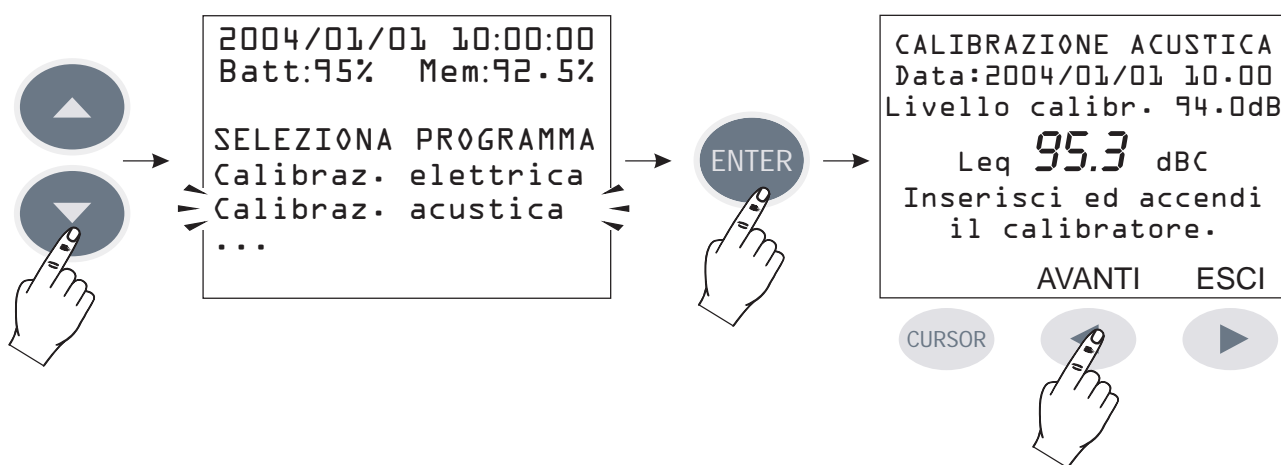 2004/01/01 10:00:00
Batt:95% Mem:92.5%
SELEZIONA PROGRAMMA
Calibraz. elettrica
Calibraz. acustica
...
ENTER
CALIBRAZIONE ACUSTICA
Data:2004/01/01 10.00
Livello calibr. 94.0dB
Leq 95.3 dBC
Inserisci ed accendi
il calibratore.
AVANTI ESCI
CURSOR